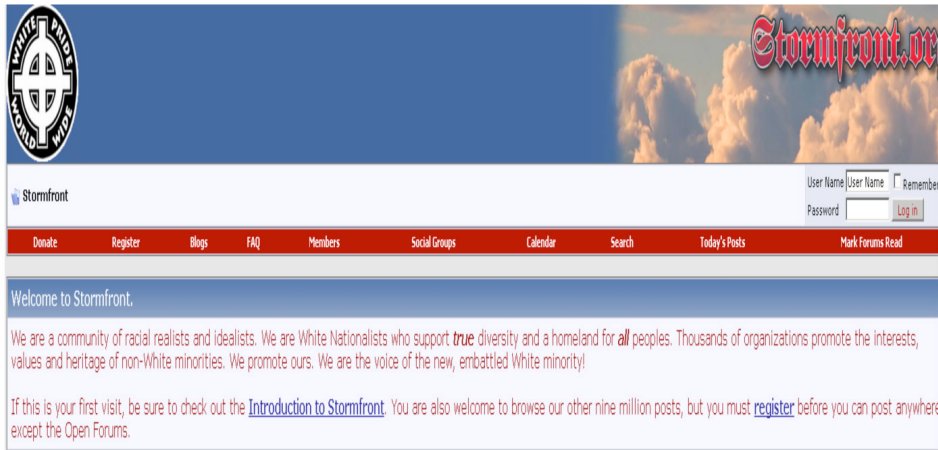 WHITE PRIDE
WORLD WIDE
Stormfront.or
Stormfront
User Name User Name Remember
Password Log in
Donate Register Blogs FAQ Members Social Groups Calendar Search Today's Posts Mark Forums Read
Welcome to Stormfront.
We are a community of racial realists and idealists. We are White Nationalists who support true diversity and a homeland for all peoples. Thousands of organizations promote the interests,
values and heritage of non-White minorities. We promote ours. We are the voice of the new, embattled White minority!
If this is your first visit, be sure to check out the Introduction to Stormfront. You are also welcome to browse our other nine million posts, but you must register before you can post anywhere
except the Open Forums.